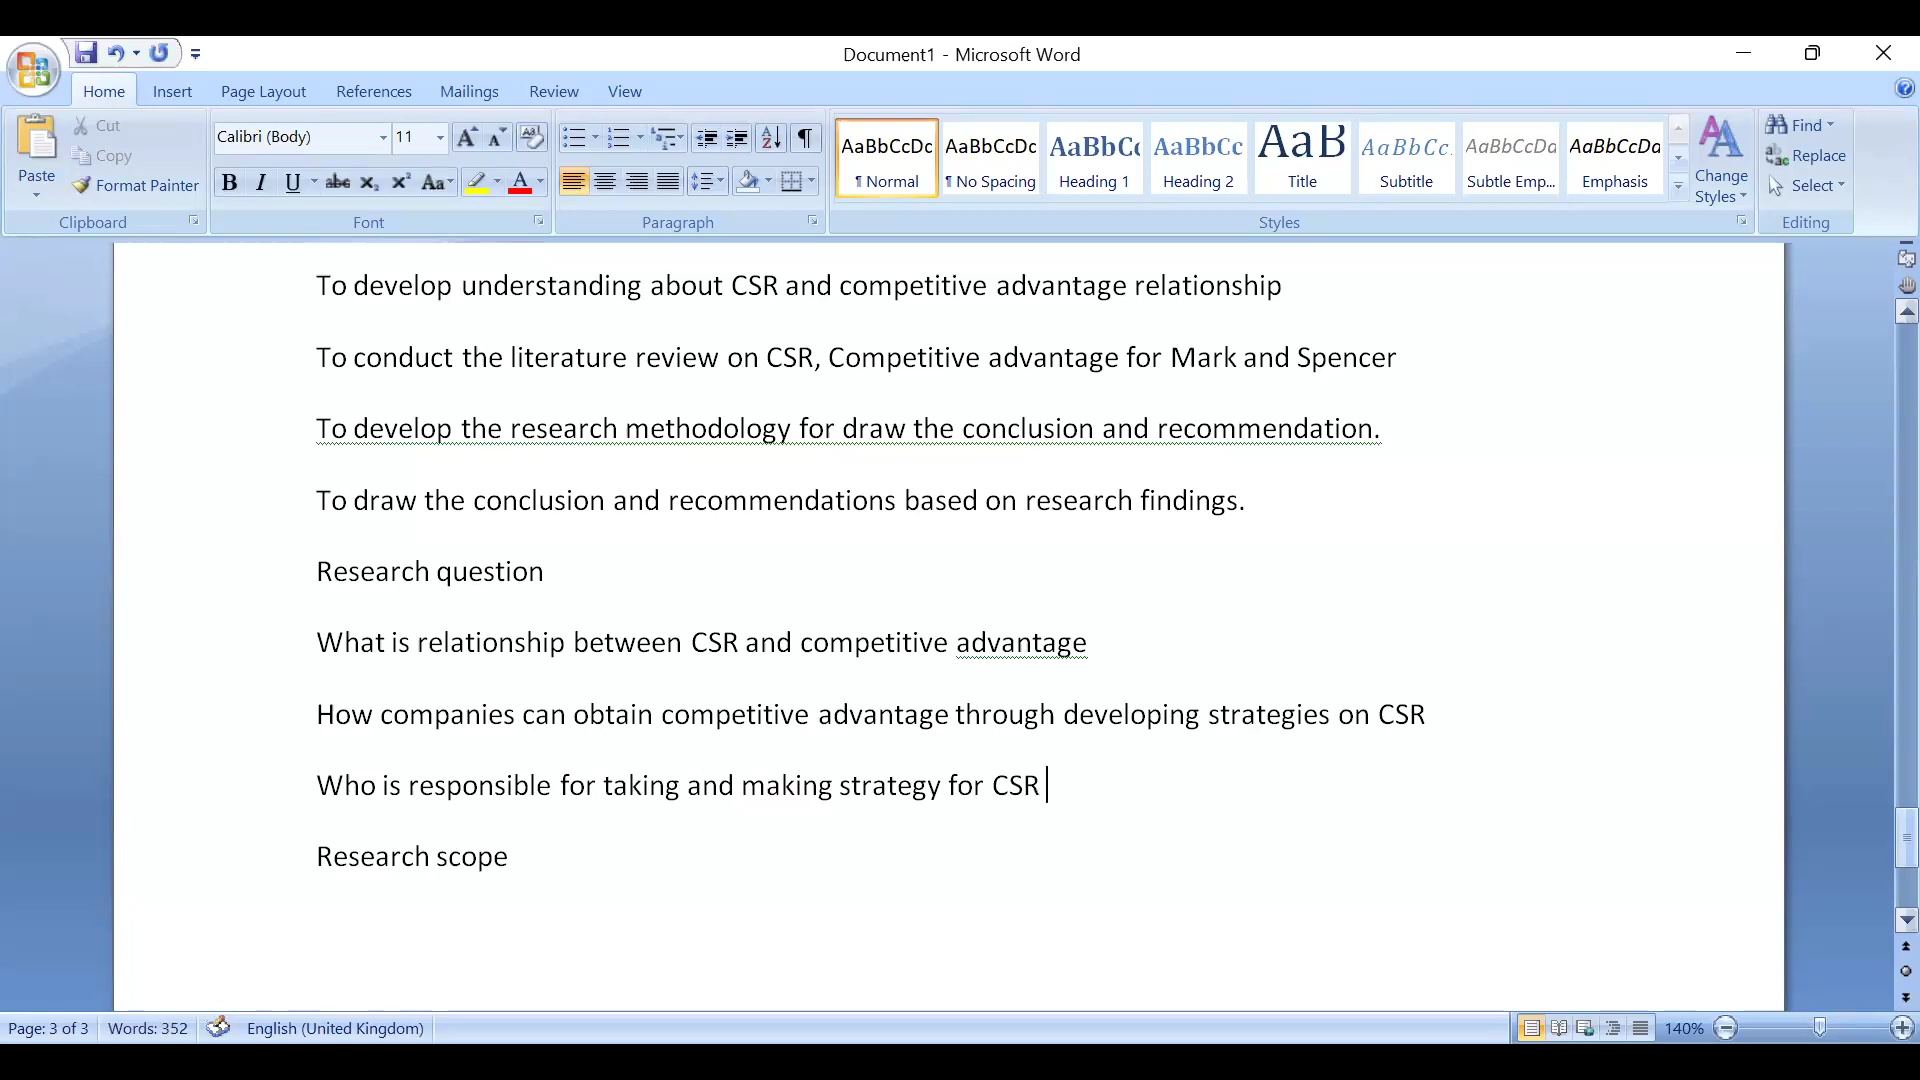 Document1 - Microsoft Word
Home Insert Page Layout References Mailings Review View
Cut
Copy
Paste
Format Painter
Clipboard
Calibri (Body) 11
Font
Paragraph
AaBbCcDc AaBbCcDc AaBbCc AaBbCc AaB AaBbCc. AaBbCcDa AaBbCcDa
¶ Normal ¶ No Spacing Heading 1 Heading 2 Title Subtitle Subtle Emp... Emphasis
Change Styles
Styles
Find
Replace
Select
Editing
To develop understanding about CSR and competitive advantage relationship
To conduct the literature review on CSR, Competitive advantage for Mark and Spencer
To develop the research methodology for draw the conclusion and recommendation.
To draw the conclusion and recommendations based on research findings.
Research question
What is relationship between CSR and competitive advantage
How companies can obtain competitive advantage through developing strategies on CSR
Who is responsible for taking and making strategy for CSR
Research scope
Page: 3 of 3 Words: 352 English (United Kingdom) 140%